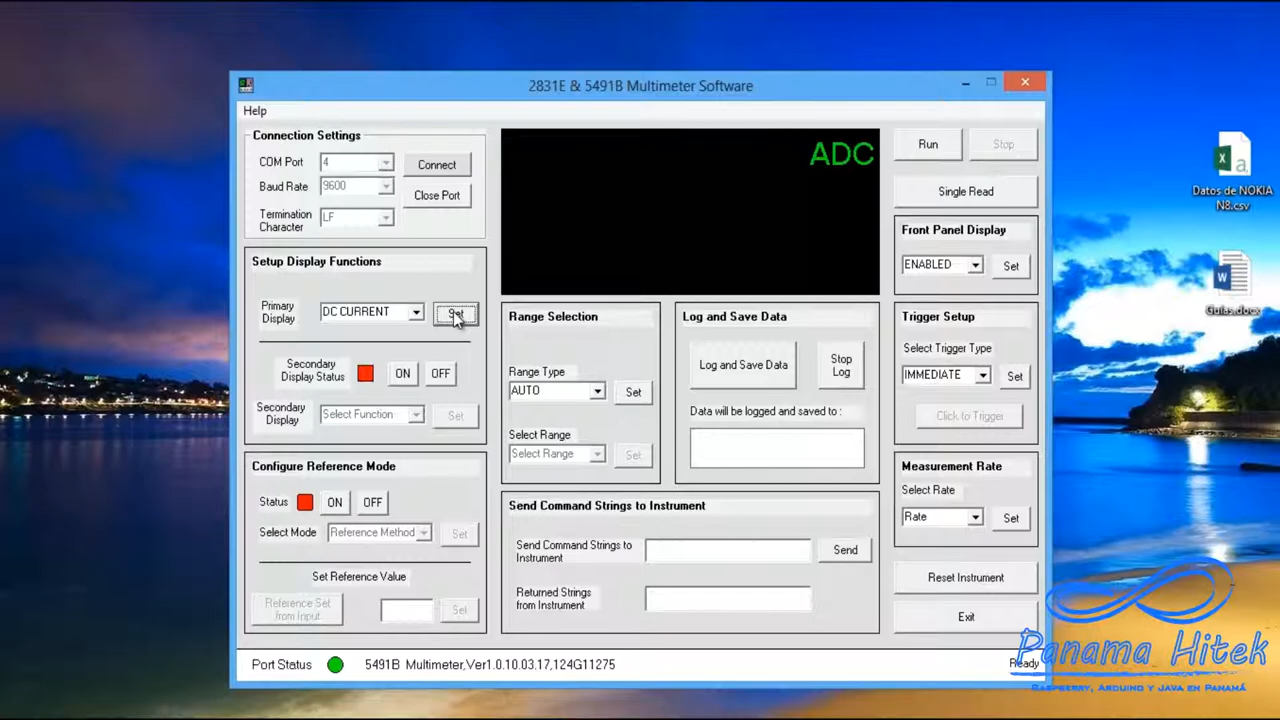 2831E & 5491B Multimeter Software
Help
Connection Settings
COM Port
4
Connect
Baud Rate
9600
Close Port
Termination
Character
LF
ADC
Run
Stop
Single Read
Front Panel Display
ENABLED
Set
Datos de NOKIA
N8.csv
Guias.docx
Setup Display Functions
Primary
Display
DC CURRENT
Set
Secondary
Display Status
ON
OFF
Secondary
Display
Select Function
Set
Range Selection
Range Type
AUTO
Set
Select Range
Select Range
Set
Log and Save Data
Log and Save Data
Stop
Log
Data will be logged and saved to :
Trigger Setup
Select Trigger Type
IMMEDIATE
Set
Click to Trigger
Configure Reference Mode
Status
ON
OFF
Select Mode
Reference Method
Set
Set Reference Value
Reference Set
from Input
Set
Send Command Strings to Instrument
Send Command Strings to
Instrument
Send
Returned Strings
from Instrument
Measurement Rate
Select Rate
Rate
Set
Reset Instrument
Exit
Port Status
5491B Multimeter,Ver1.0.10.03.17,124G11275
Ready
Panama Hitek
Raspberry, Arduino y Java en Panamá